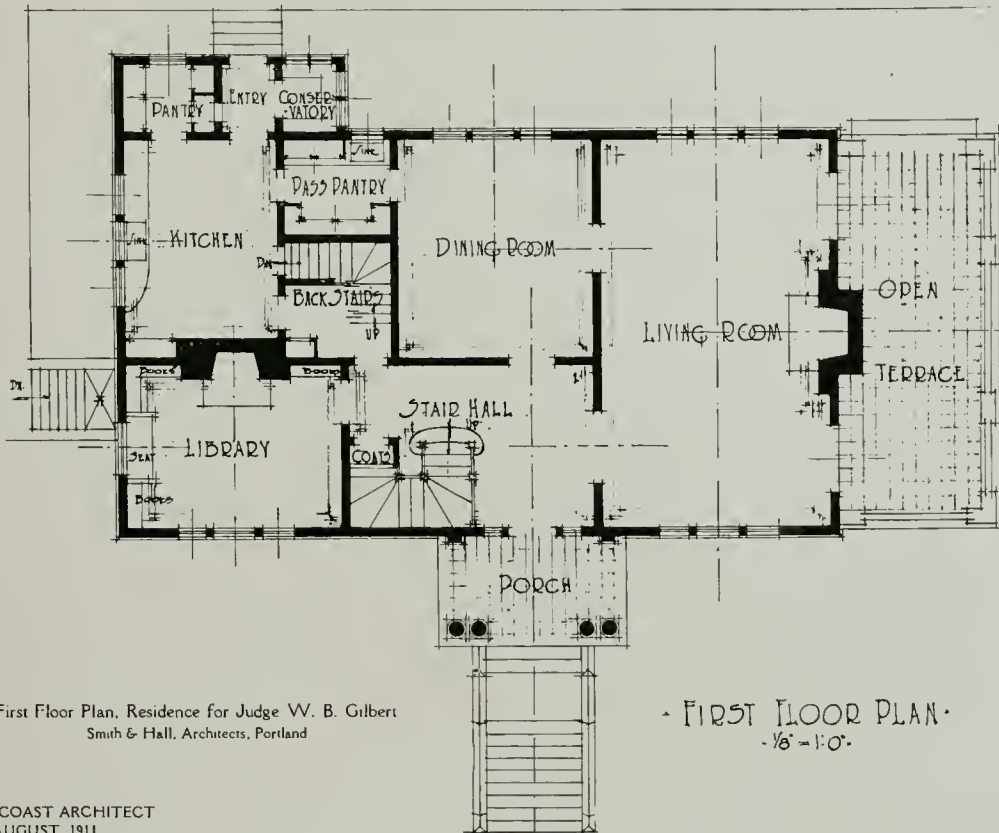 PANTRY
ENTRY
CONSER
-VATORY
SINK
PASS PANTRY
SINK
KITCHEN
DINING ROOM
DN
BACK STAIRS
UP
LIVING ROOM
OPEN
TERRACE
DN.
BOOKS
BOOKS
LIBRARY
SEAT
BOOKS
STAIR HALL
UP
COATS
PORCH
First Floor Plan, Residence for Judge W. B. Gilbert
Smith & Hall, Architects, Portland
· FIRST FLOOR PLAN ·
· 1/8" = 1'-0" ·
COAST ARCHITECT
AUGUST, 1911